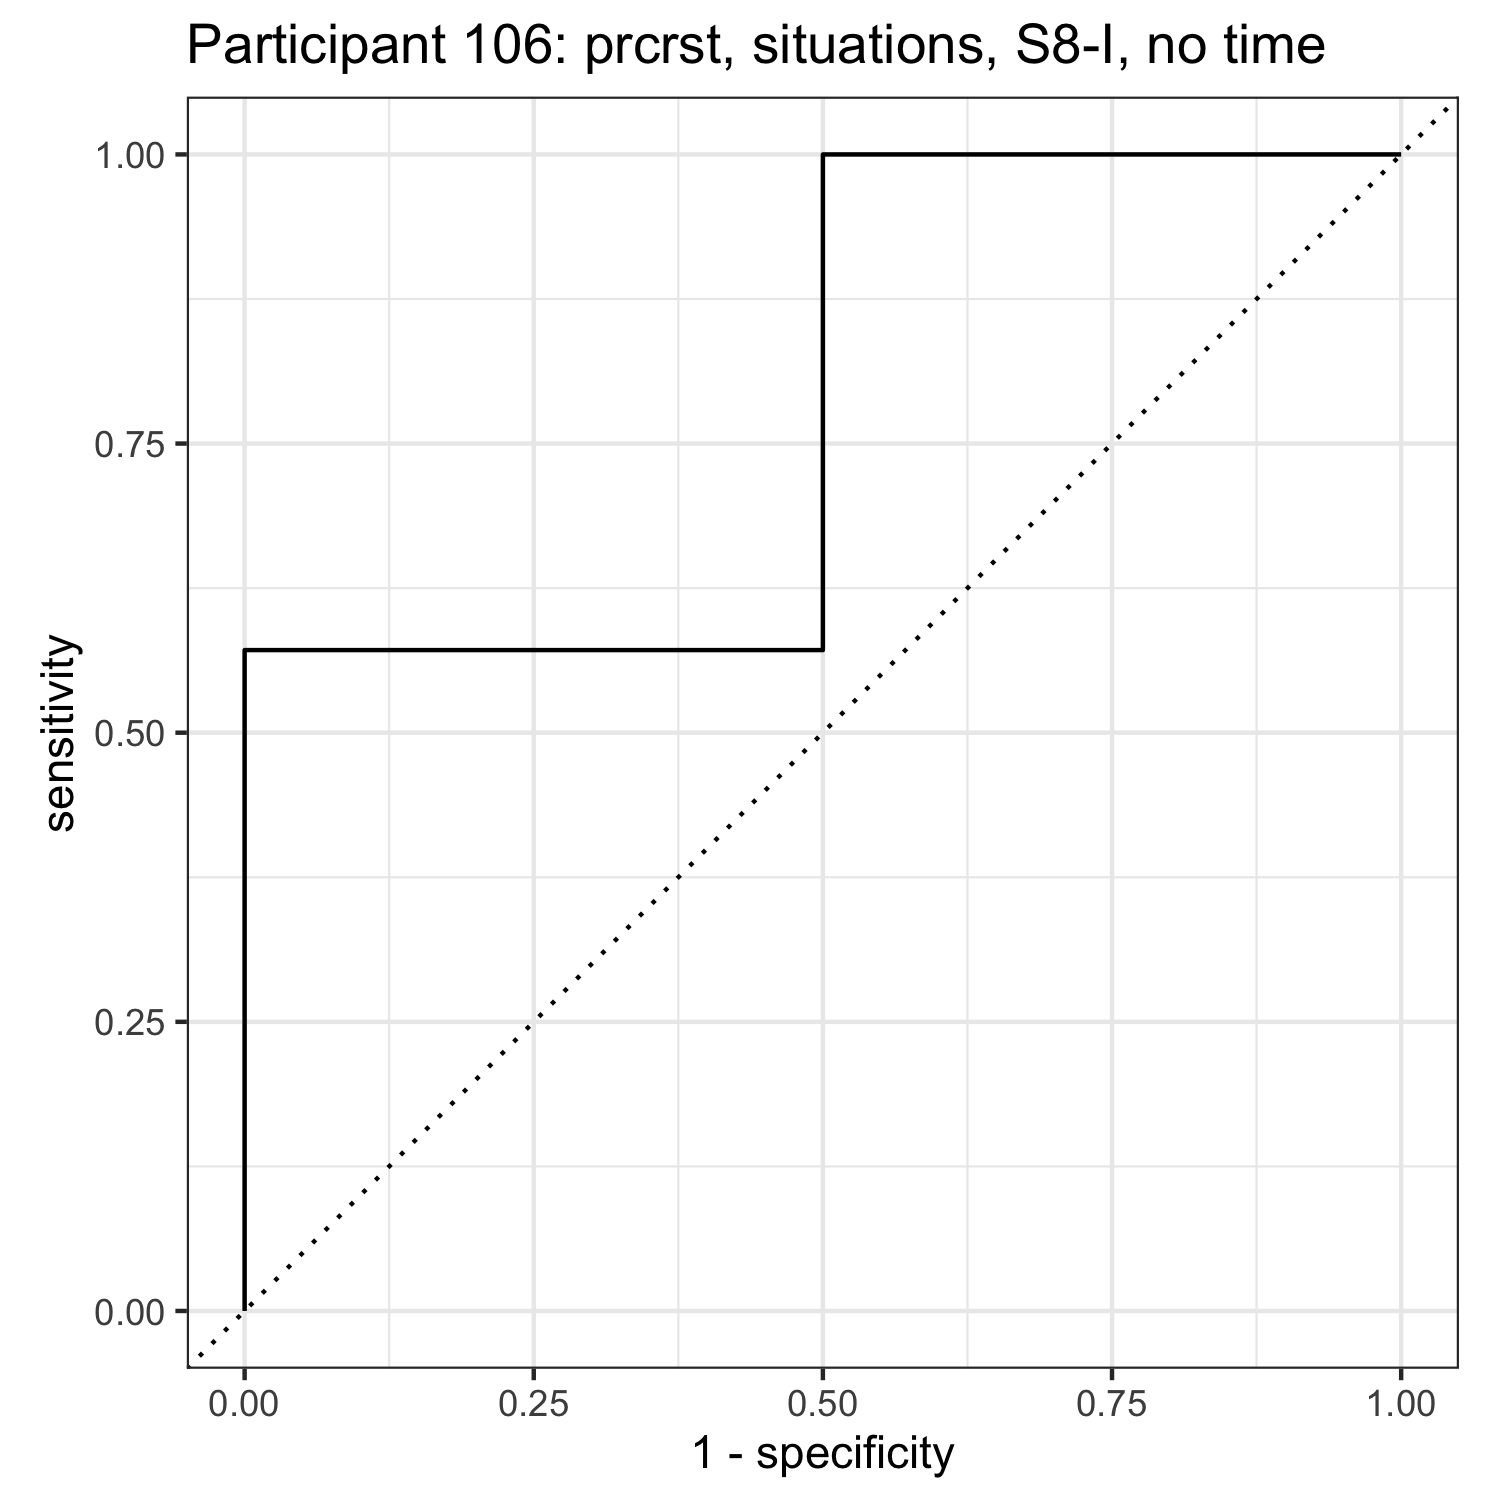 Participant 106: prcrst, situations, S8-I, no time
sensitivity
1.00
0.75
0.50
0.25
0.00
0.00 0.25 0.50 0.75 1.00
1 - specificity